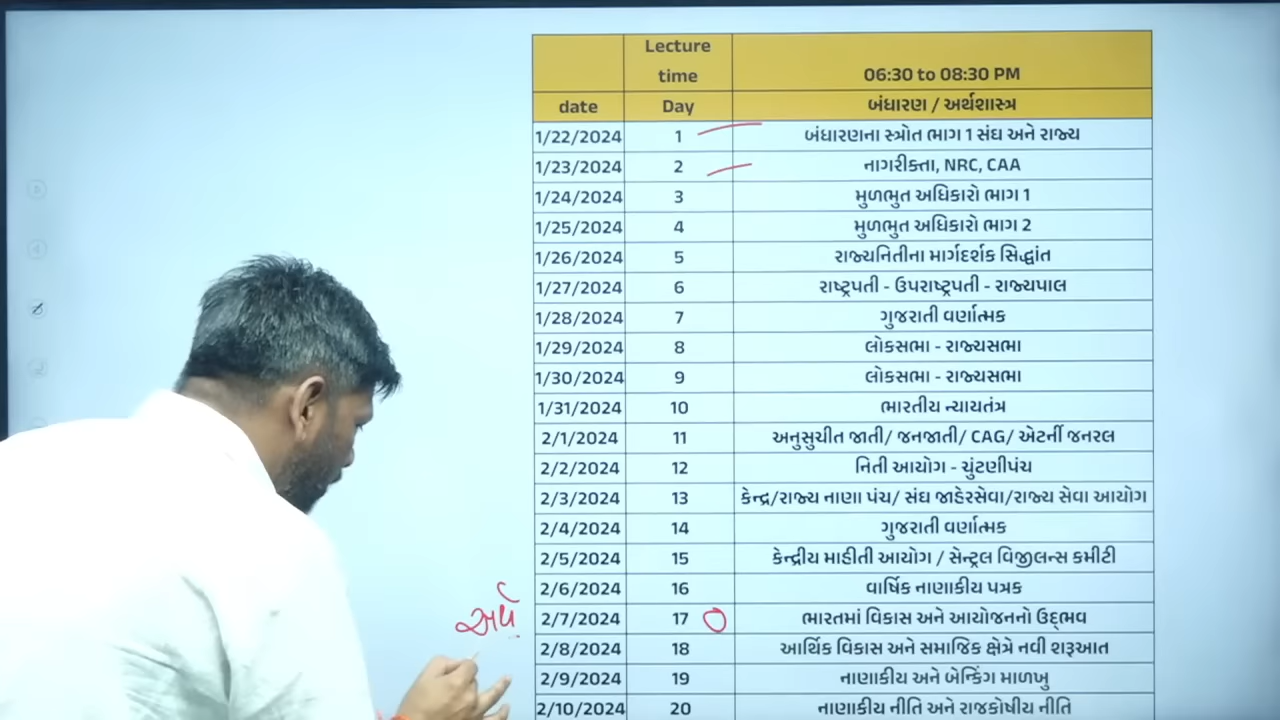 Lecture time 06:30 to 08:30 PM
date Day બંધારણ / અર્થશાસ્ત્ર
1/22/2024 1 બંધારણના સ્ત્રોત ભાગ 1 સંઘ અને રાજ્ય
1/23/2024 2 નાગરીક્તા, NRC, CAA
1/24/2024 3 મુળભુત અધિકારો ભાગ 1
1/25/2024 4 મુળભુત અધિકારો ભાગ 2
1/26/2024 5 રાજ્યનિતીના માર્ગદર્શક સિદ્ધાંત
1/27/2024 6 રાષ્ટ્રપતી - ઉપરાષ્ટ્રપતી - રાજ્યપાલ
1/28/2024 7 ગુજરાતી વર્ણાત્મક
1/29/2024 8 લોકસભા - રાજ્યસભા
1/30/2024 9 લોકસભા - રાજ્યસભા
1/31/2024 10 ભારતીય ન્યાયતંત્ર
2/1/2024 11 અનુસુચીત જાતી/ જનજાતી/ CAG/ એટર્ની જનરલ
2/2/2024 12 નિતી આયોગ - ચુંટણીપંચ
2/3/2024 13 કેન્દ્ર/રાજ્ય નાણા પંચ/ સંઘ જાહેરસેવા/રાજ્ય સેવા આયોગ
2/4/2024 14 ગુજરાતી વર્ણાત્મક
2/5/2024 15 કેન્દ્રીય માહીતી આયોગ / સેન્ટ્રલ વિજીલન્સ કમીટી
2/6/2024 16 વાર્ષિક નાણાકીય પત્રક
અર્થ 2/7/2024 17 ભારતમાં વિકાસ અને આયોજનનો ઉદ્ભવ
2/8/2024 18 આર્થિક વિકાસ અને સમાજિક ક્ષેત્રે નવી શરૂઆત
2/9/2024 19 નાણાકીય અને બેન્કિંગ માળખુ
2/10/2024 20 નાણાકીય નીતિ અને રાજકોષીય નીતિ